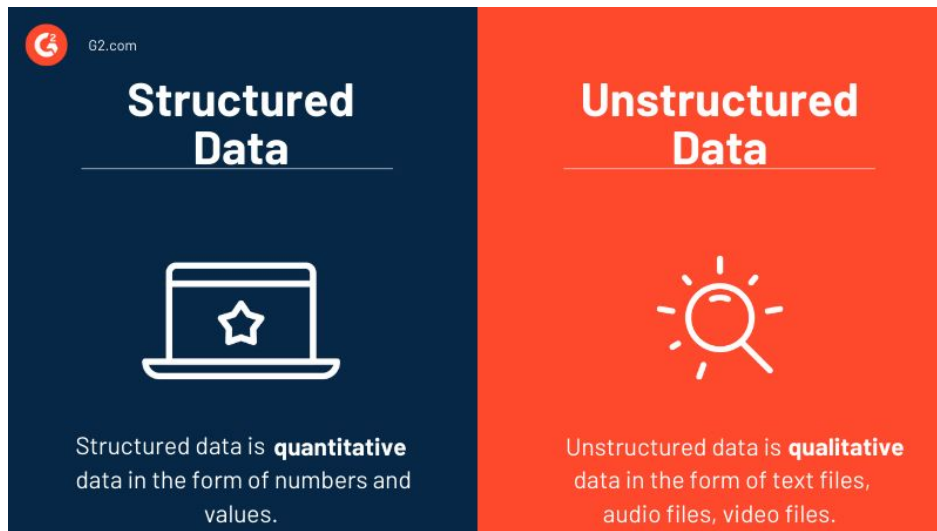 G2
G2.com
Structured
Data
Structured data is quantitative
data in the form of numbers and
values.
Unstructured
Data
Unstructured data is qualitative
data in the form of text files,
audio files, video files.